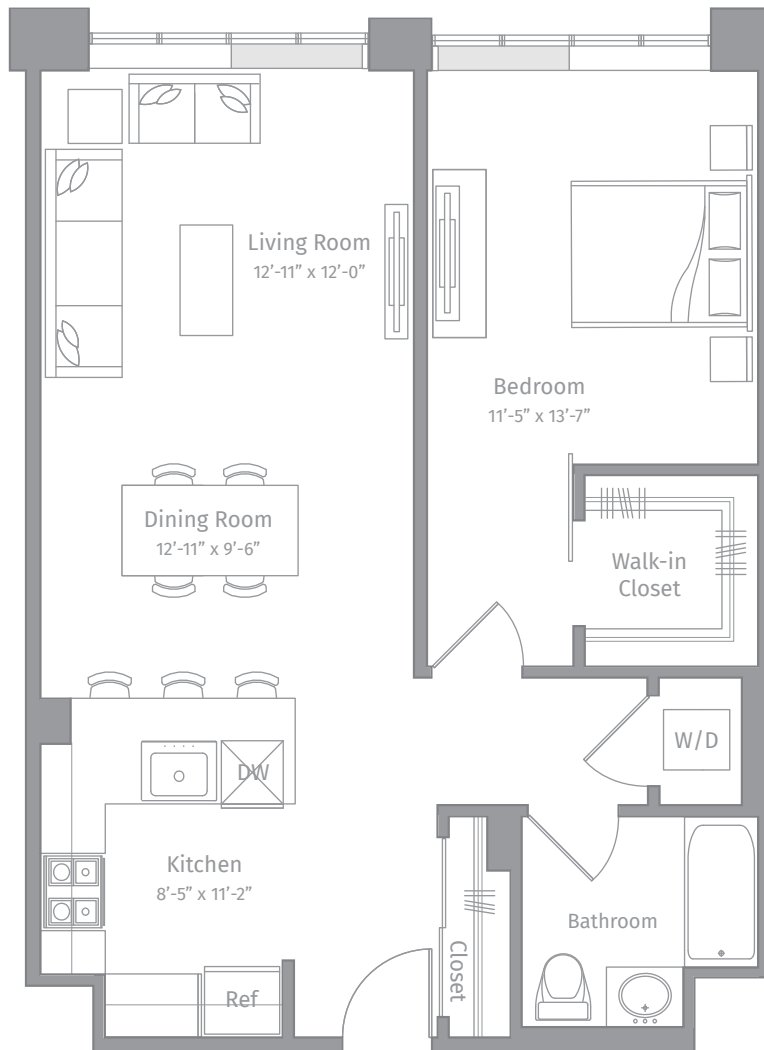 Living Room
12’-11” x 12’-0”
Bedroom
11’-5” x 13’-7”
Dining Room
12’-11” x 9’-6”
Walk-in
Closet
W/D
DW
Kitchen
8’-5” x 11’-2”
Bathroom
Closet
Ref